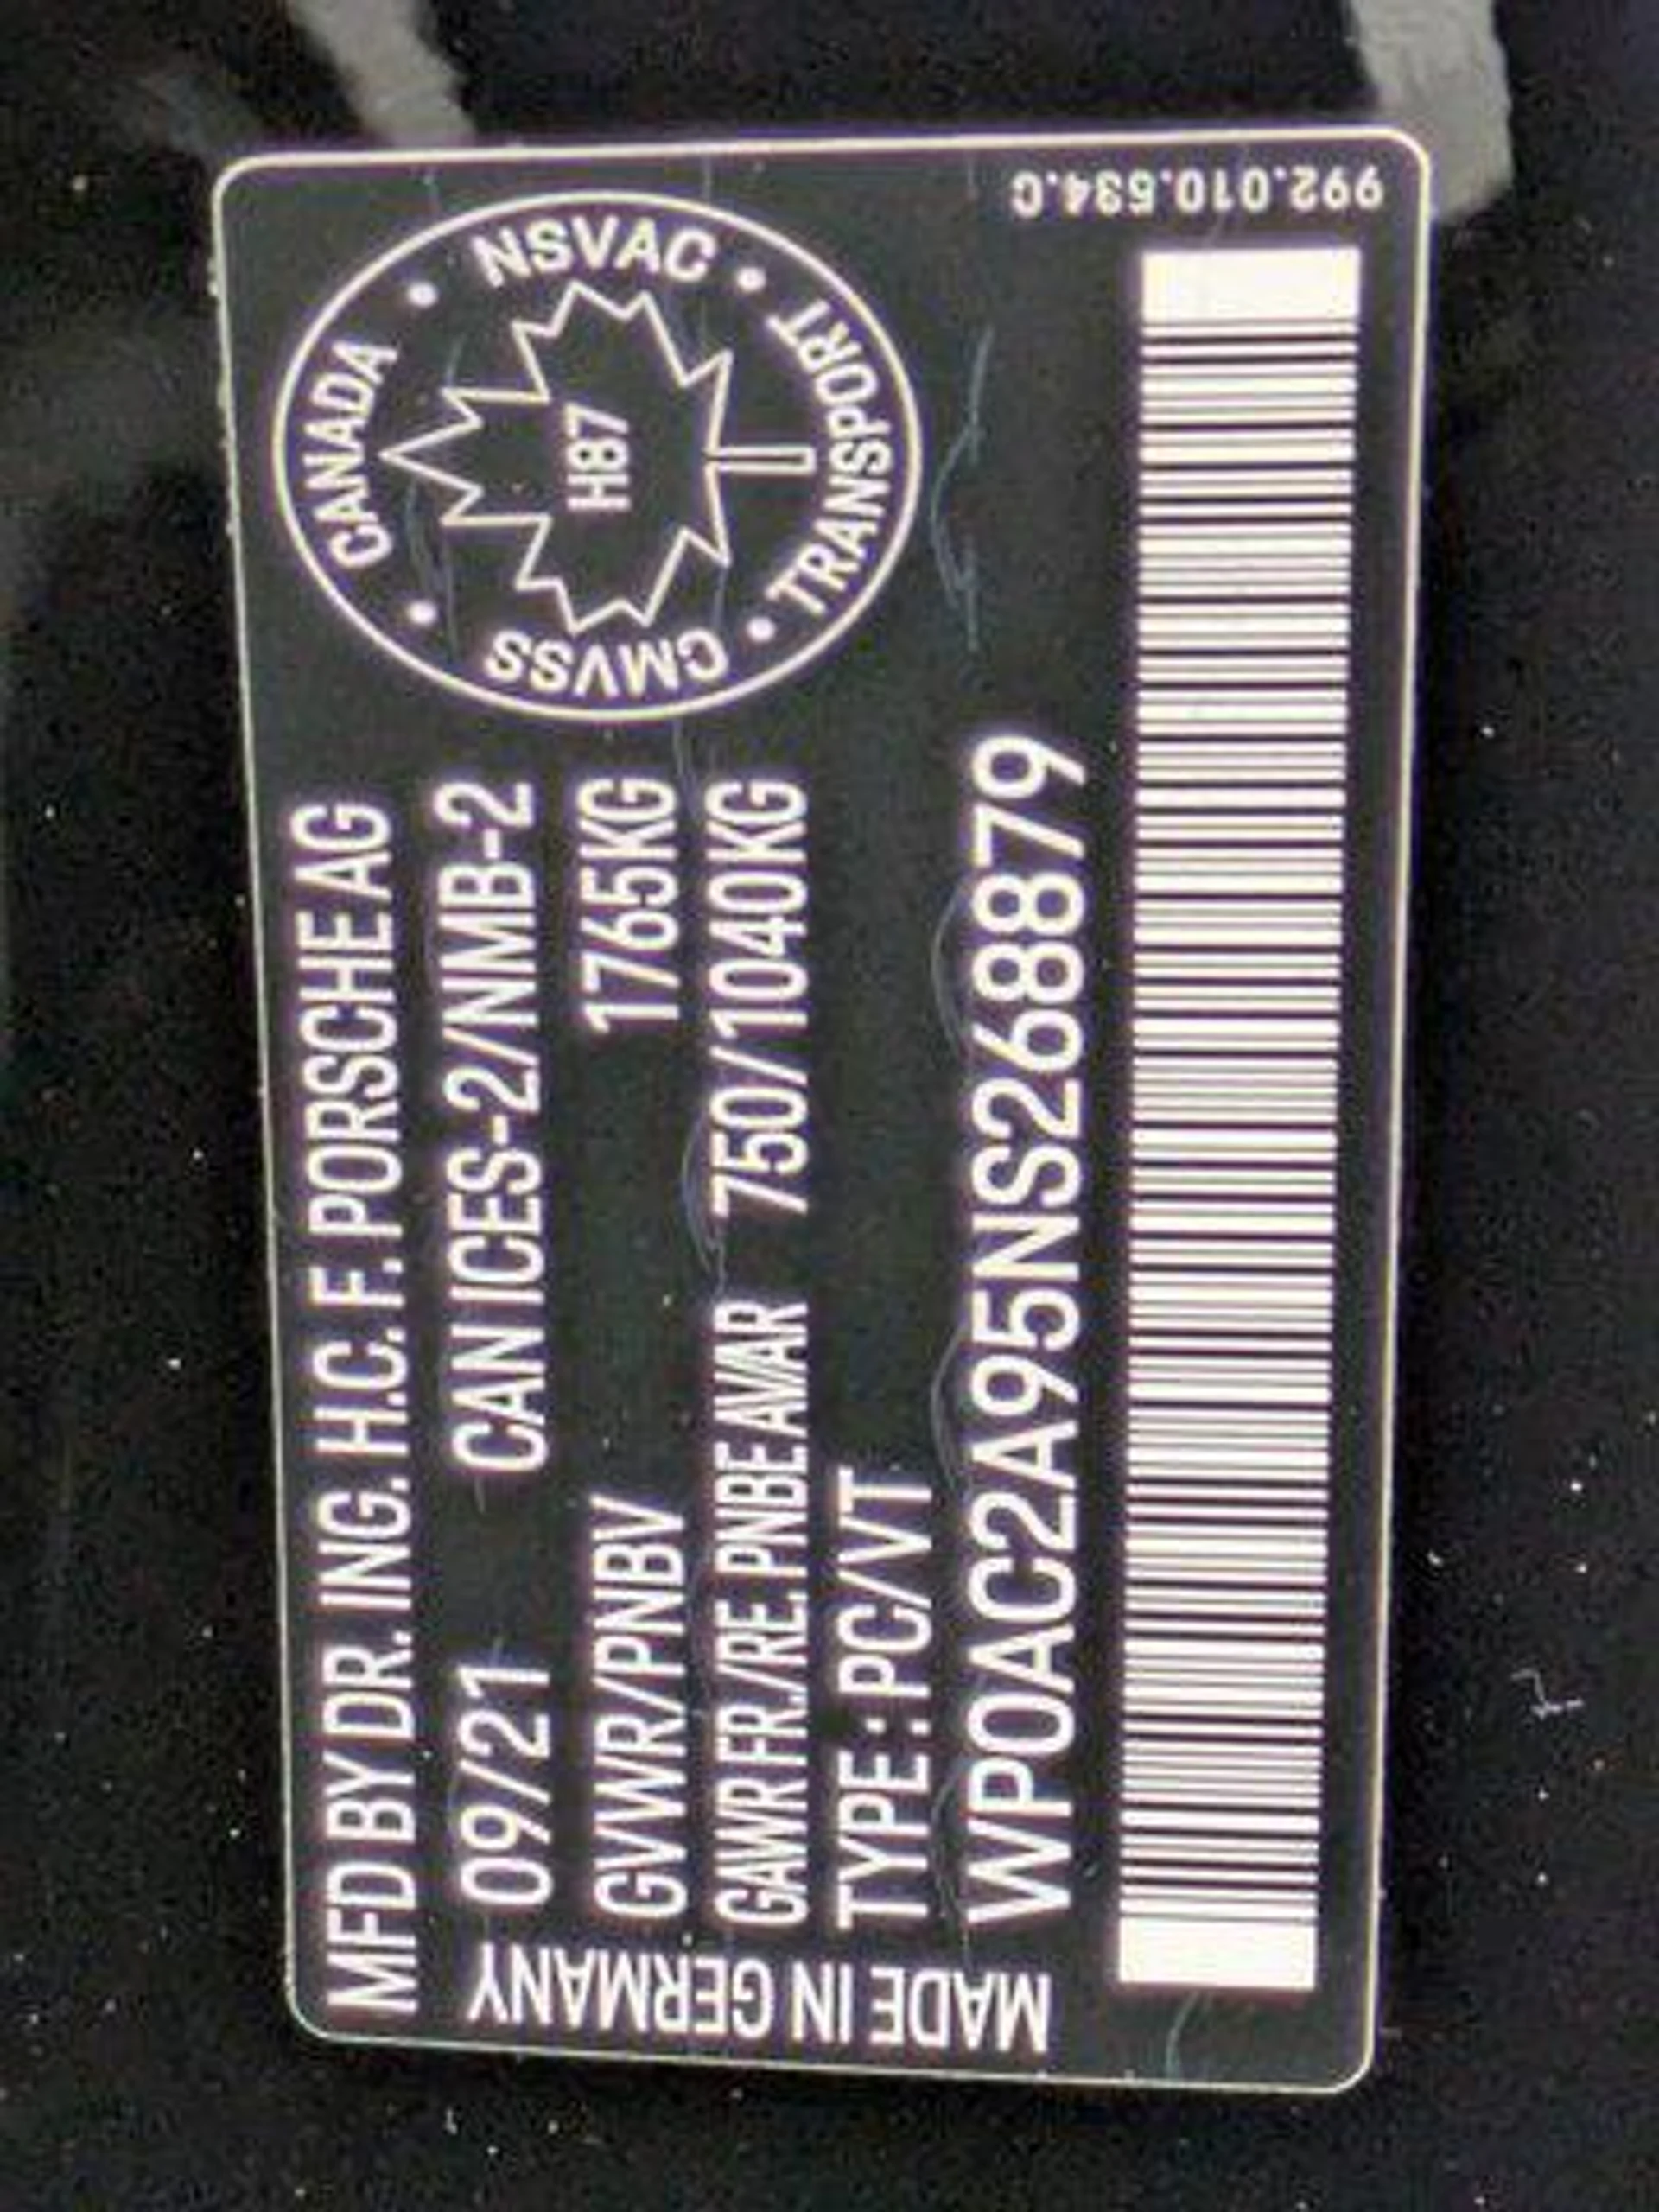 MFD BY DR. ING. H.C. F. PORSCHE AG
09/21 CAN ICES-2/NMB-2
GVWR/PNBV 1765KG
GAWR FR./RE. PNBE AV/AR 750/1040KG
TYPE: PC/VT
WP0AC2A95NS268879
MADE IN GERMANY
CANADA • NSVAC • TRANSPORT • CMVSS •
H87
992.010.534.C